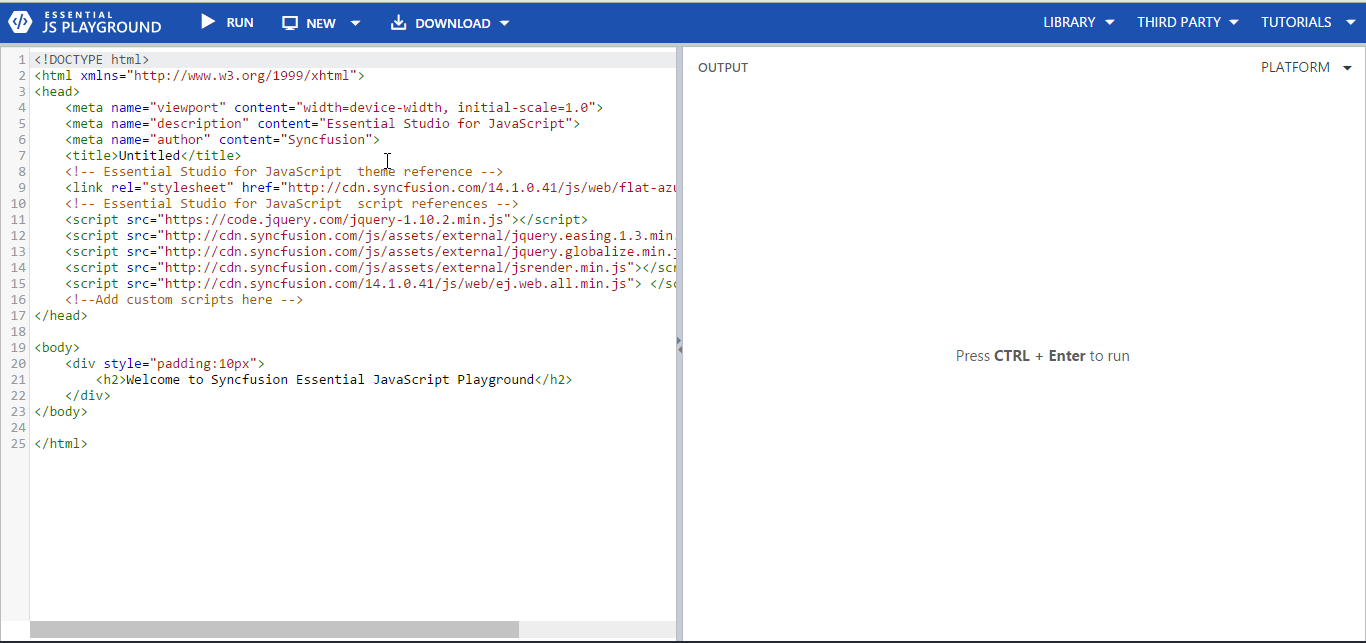 ESSENTIAL
JS PLAYGROUND
RUN
NEW
DOWNLOAD
LIBRARY
THIRD PARTY
TUTORIALS
1 <!DOCTYPE html>
2 <html xmlns="http://www.w3.org/1999/xhtml">
3 <head>
4 <meta name="viewport" content="width=device-width, initial-scale=1.0">
5 <meta name="description" content="Essential Studio for JavaScript">
6 <meta name="author" content="Syncfusion">
7 <title>Untitled</title>
8 <!-- Essential Studio for JavaScript  theme reference -->
9 <link rel="stylesheet" href="http://cdn.syncfusion.com/14.1.0.41/js/web/flat-azu
10 <!-- Essential Studio for JavaScript  script references -->
11 <script src="https://code.jquery.com/jquery-1.10.2.min.js"></script>
12 <script src="http://cdn.syncfusion.com/js/assets/external/jquery.easing.1.3.min.
13 <script src="http://cdn.syncfusion.com/js/assets/external/jquery.globalize.min.j
14 <script src="http://cdn.syncfusion.com/js/assets/external/jsrender.min.js"></scr
15 <script src="http://cdn.syncfusion.com/14.1.0.41/js/web/ej.web.all.min.js"> </sc
16 <!--Add custom scripts here -->
17 </head>
18
19 <body>
20 <div style="padding:10px">
21 <h2>Welcome to Syncfusion Essential JavaScript Playground</h2>
22 </div>
23 </body>
24
25 </html>
OUTPUT
PLATFORM
Press CTRL + Enter to run